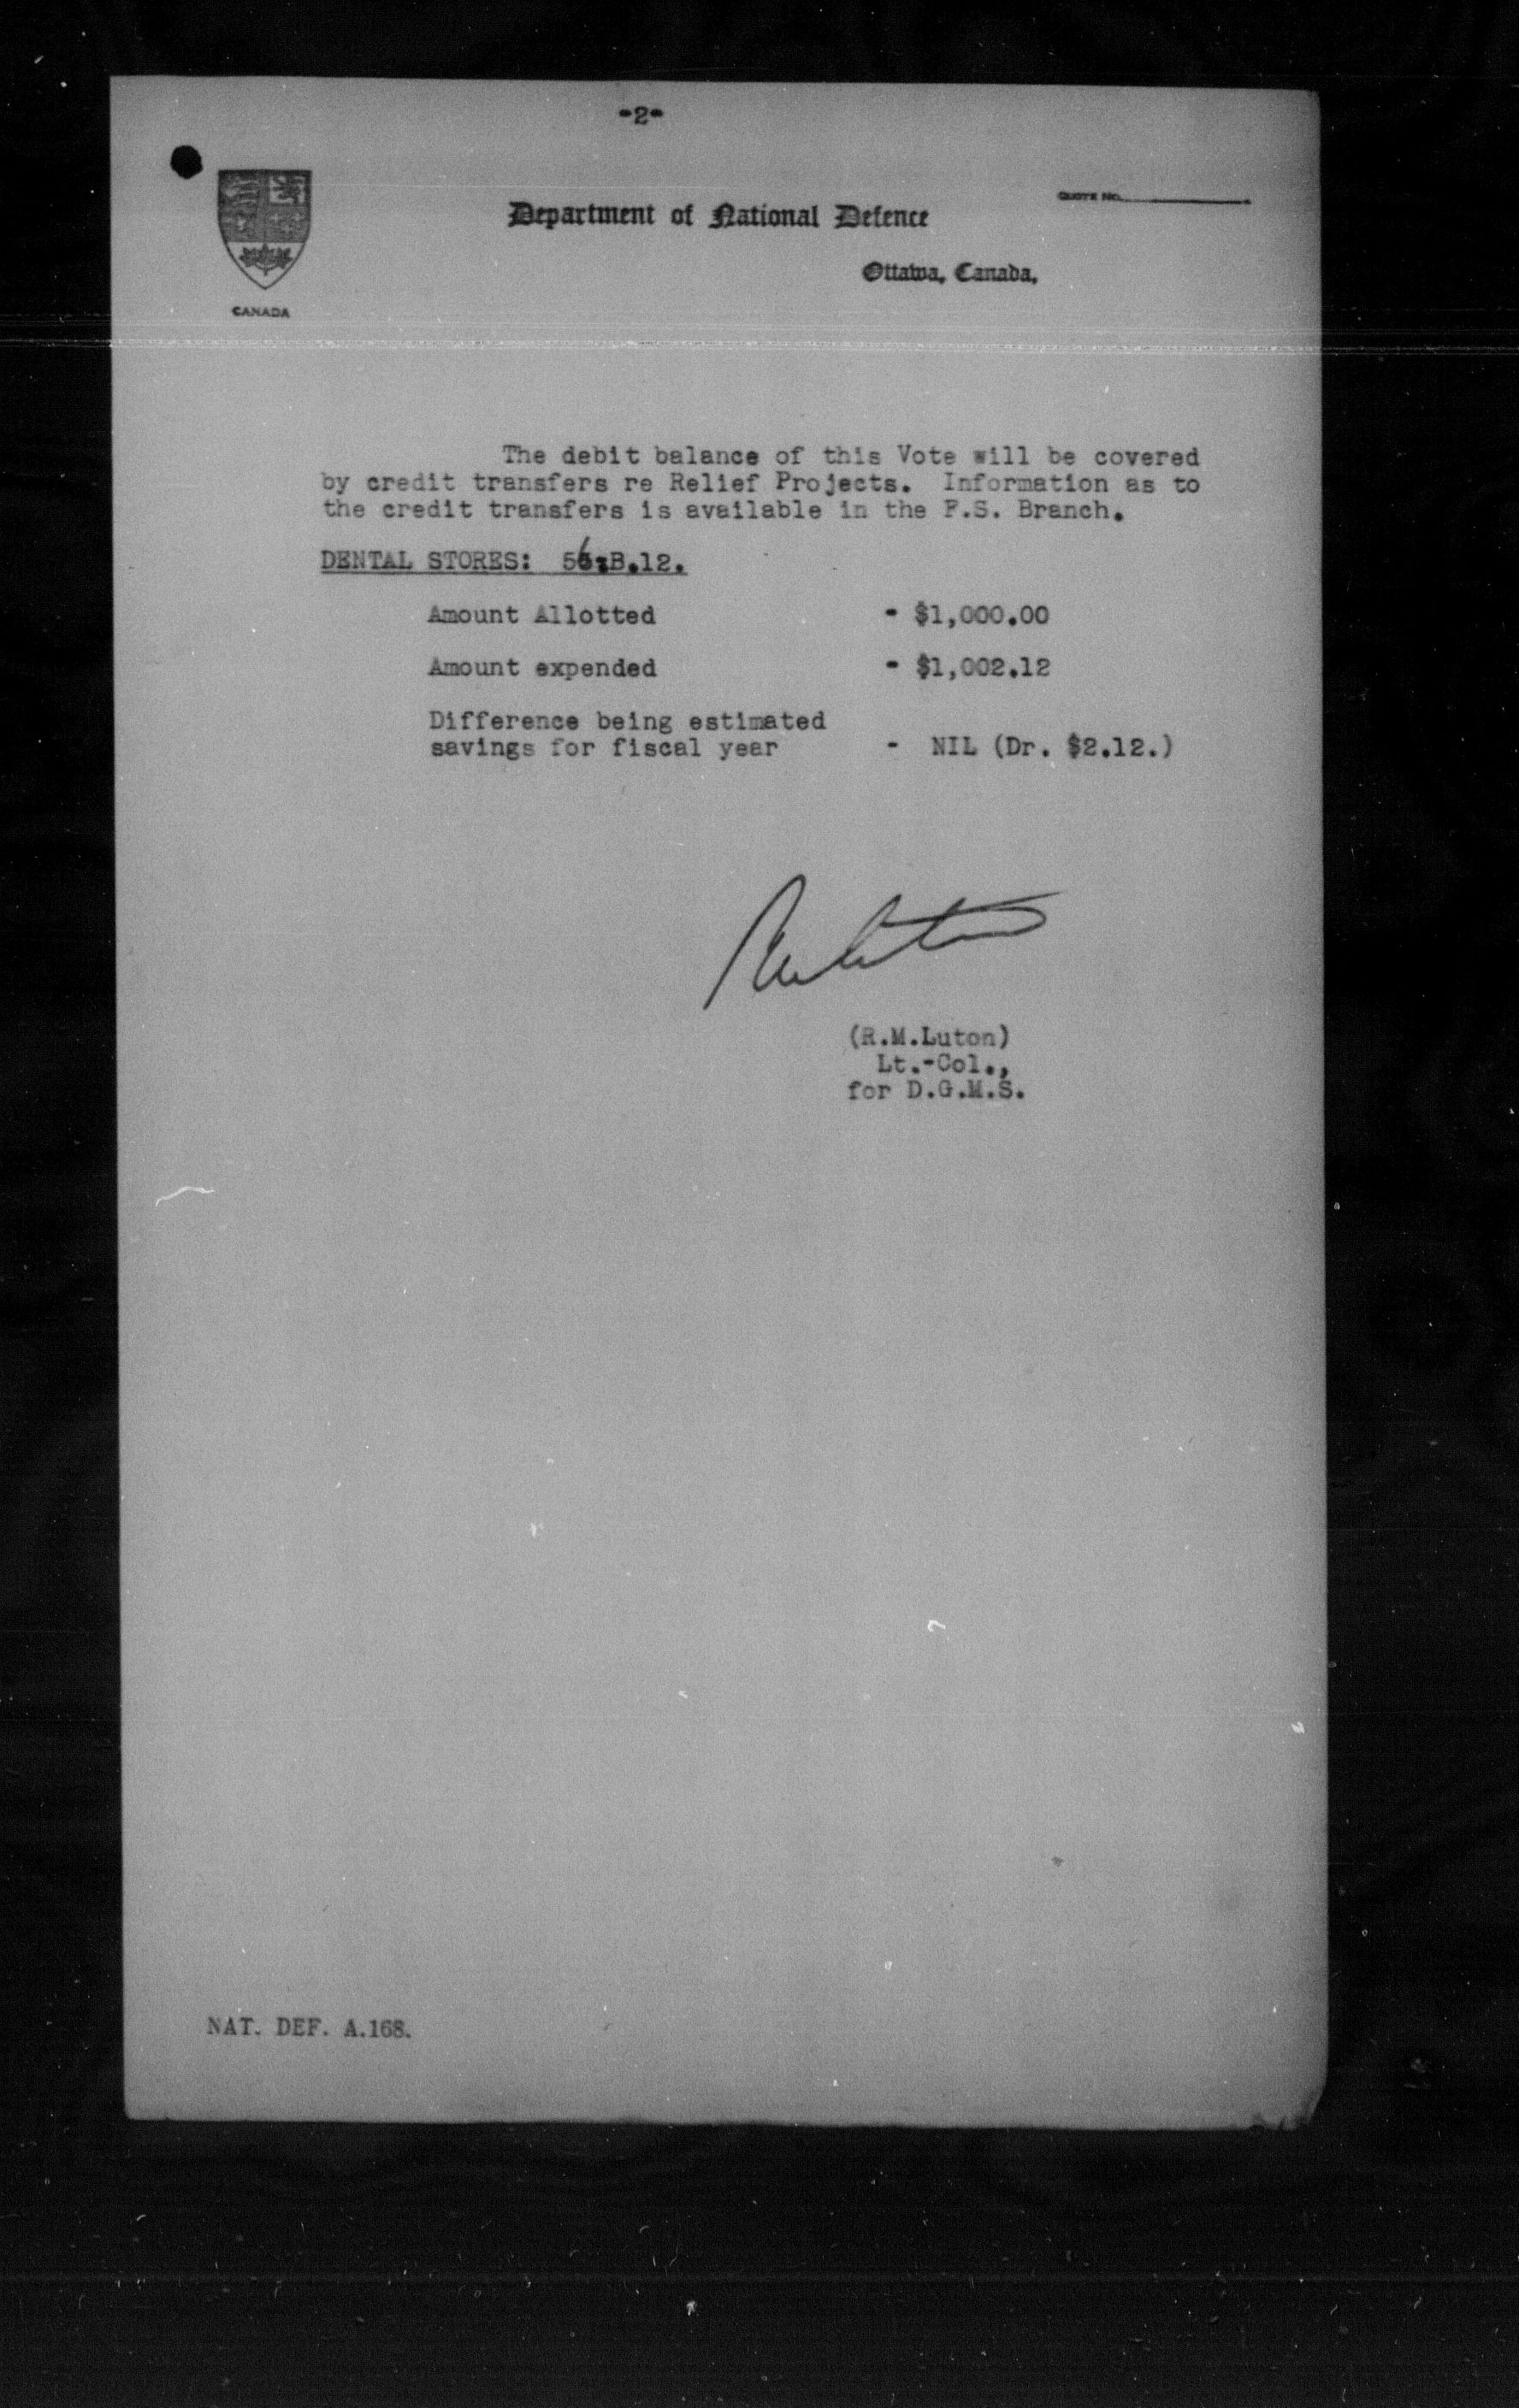 -2-
QUOTE NO.
Department of National Defence
Ottawa, Canada,
CANADA
The debit balance of this Vote will be covered
by credit transfers re Relief Projects. Information as to
the credit transfers is available in the F.S. Branch.
DENTAL STORES: 56-B.12.
Amount Allotted - $1,000.00
Amount expended - $1,002.12
Difference being estimated
savings for fiscal year - NIL (Dr. $2.12.)
(R.M.Luton)
Lt.-Col.,
for D.G.M.S.
NAT. DEF. A.168.